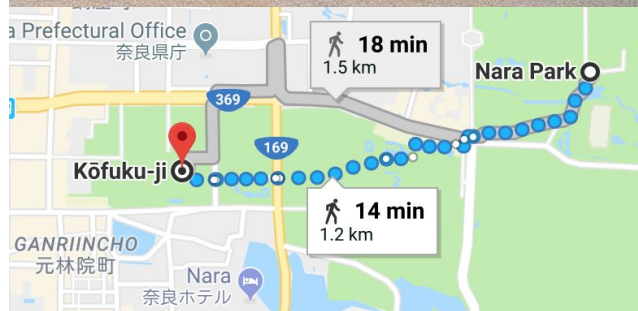 a Prefectural Office
奈良県庁
18 min
1.5 km
Nara Park
369
169
Kōfuku-ji
14 min
1.2 km
GANRIINCHO
元林院町
Nara
奈良ホテル